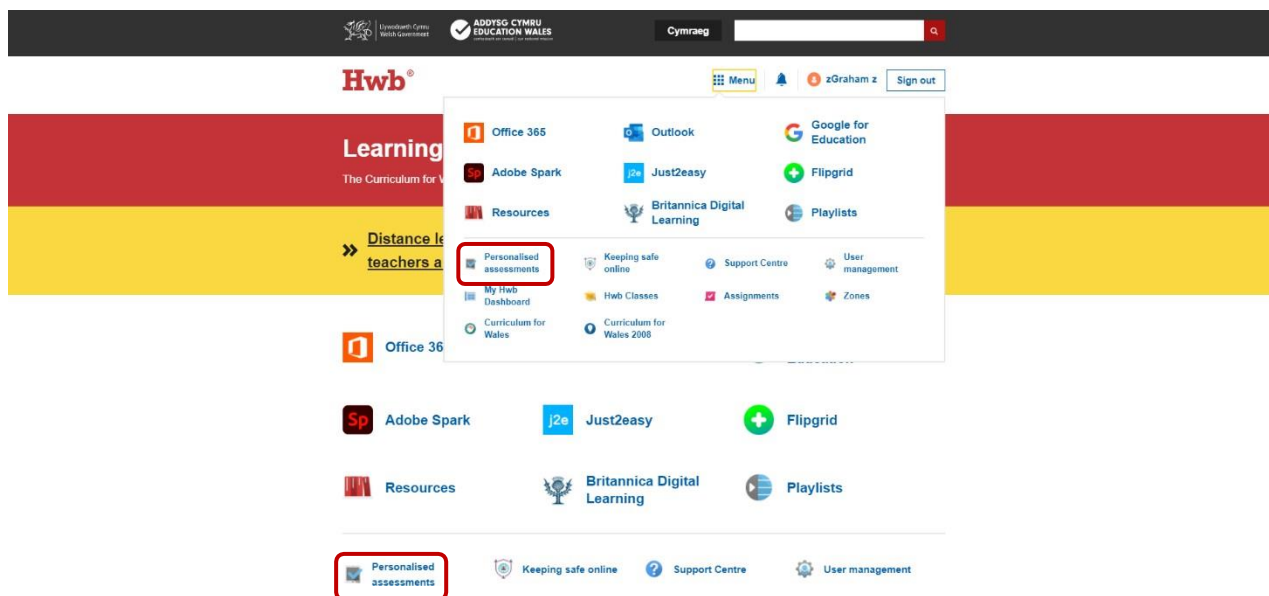 Llywodraeth Cymru
Welsh Government
ADDYSG CYMRU
EDUCATION WALES
Cymraeg
Hwb®
Menu
zGraham z
Sign out
Learning
The Curriculum for W
Distance le
teachers a
Office 365
Outlook
Google for
Education
Sp
Adobe Spark
j2e
Just2easy
Flipgrid
Resources
Britannica Digital
Learning
Playlists
Personalised
assessments
Keeping safe
online
Support Centre
User
management
My Hwb
Dashboard
Hwb Classes
Assignments
Zones
Curriculum for
Wales
Curriculum for
Wales 2008
Office 36
Sp
Adobe Spark
j2e
Just2easy
Flipgrid
Resources
Britannica Digital
Learning
Playlists
Personalised
assessments
Keeping safe online
Support Centre
User management